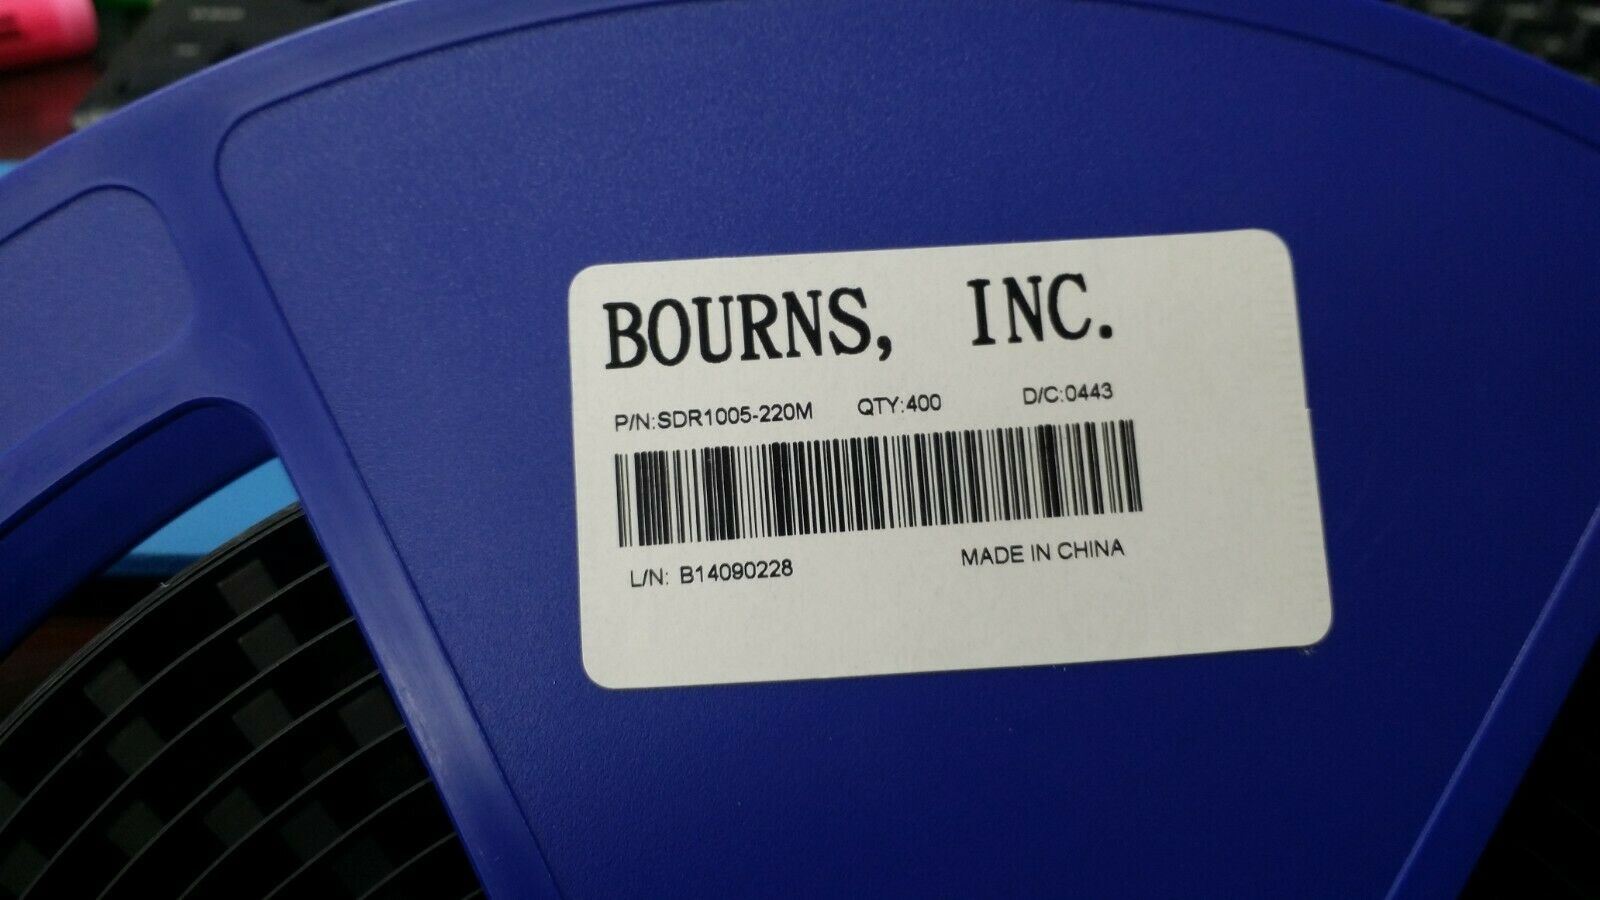 BOURNS, INC.
P/N:SDR1005-220M QTY:400 D/C:0443
L/N: B14090228 MADE IN CHINA